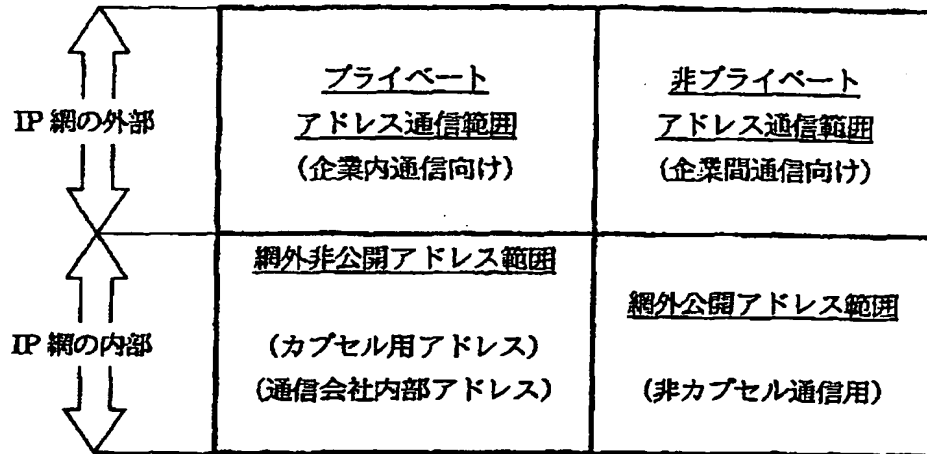 IP 網の外部
プライベート
アドレス通信範囲
(企業内通信向け)
非プライベート
アドレス通信範囲
(企業間通信向け)
IP 網の内部
網外非公開アドレス範囲
(カプセル用アドレス)
(通信会社内部アドレス)
網外公開アドレス範囲
(非カプセル通信用)